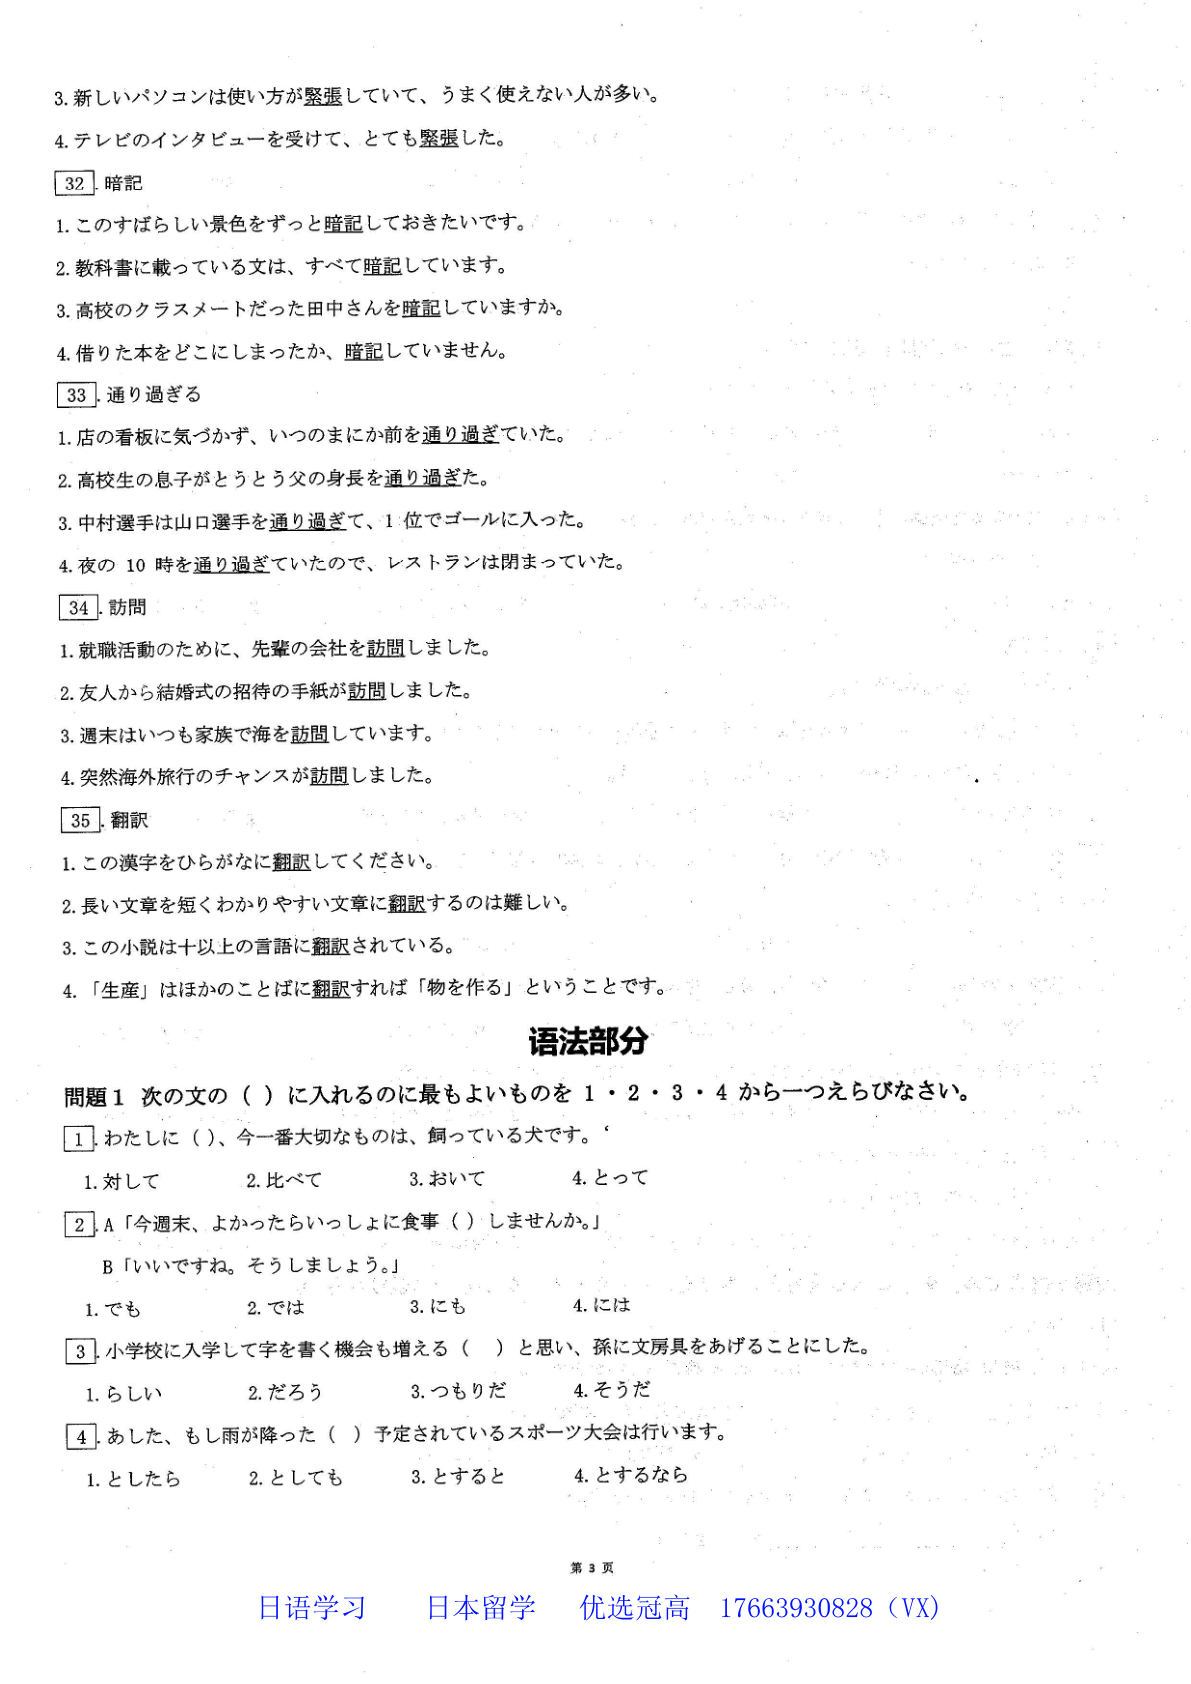 3. 新しいパソコンは使い方が緊張していて、うまく使えない人が多い。
4. テレビのインタビューを受けて、とても緊張した。
32. 暗記
1. このすばらしい景色をずっと暗記しておきたいです。
2. 教科書に載っている文は、すべて暗記しています。
3. 高校のクラスメートだった田中さんを暗記していますか。
4. 借りた本をどこにしまったか、暗記していません。
33. 通り過ぎる
1. 店の看板に気づかず、いつのまにか前を通り過ぎていた。
2. 高校生の息子がとうとう父の身長を通り過ぎた。
3. 中村選手は山口選手を通り過ぎて、1 位でゴールに入った。
4. 夜の 10 時を通り過ぎていたので、レストランは閉まっていた。
34. 訪問
1. 就職活動のために、先輩の会社を訪問しました。
2. 友人から結婚式の招待の手紙が訪問しました。
3. 週末はいつも家族で海を訪問しています。
4. 突然海外旅行のチャンスが訪問しました。
35. 翻訳
1. この漢字をひらがなに翻訳してください。
2. 長い文章を短くわかりやすい文章に翻訳するのは難しい。
3. この小説は十以上の言語に翻訳されている。
4. 「生産」はほかのことばに翻訳すれば「物を作る」ということです。
语法部分
問題1 次の文の（ ）に入れるのに最もよいものを 1・2・3・4 から一つえらびなさい。
1. わたしに（ ）、今一番大切なものは、飼っている犬です。
1. 対して 2. 比べて 3. おいて 4. とって
2. A「今週末、よかったらいっしょに食事（ ）しませんか。」
B「いいですね。そうしましょう。」
1. でも 2. では 3. にも 4. には
3. 小学校に入学して字を書く機会も増える（ ）と思い、孫に文房具をあげることにした。
1. らしい 2. だろう 3. つもりだ 4. そうだ
4. あした、もし雨が降った（ ）予定されているスポーツ大会は行います。
1. としたら 2. としても 3. とすると 4. とするなら
第 3 页
日语学习 日本留学 优选冠高 17663930828（VX）